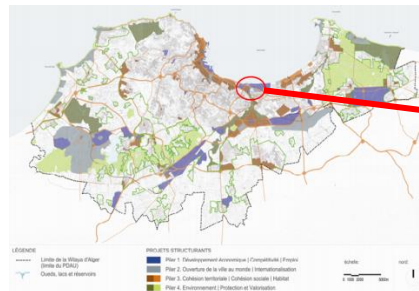 LÉGENDE
Limite de la Wilaya d'Alger
(limite du PDAU)
Oueds, lacs et réservoirs
PROJETS STRUCTURANTS
Pilier 1. Développement économique | Compétitivité | Emploi
Pilier 2. Ouverture de la ville au monde | Internationalisation
Pilier 3. Cohésion territoriale | Cohésion sociale | Habitat
Pilier 4. Environnement | Protection et Valorisation
échelle
nord